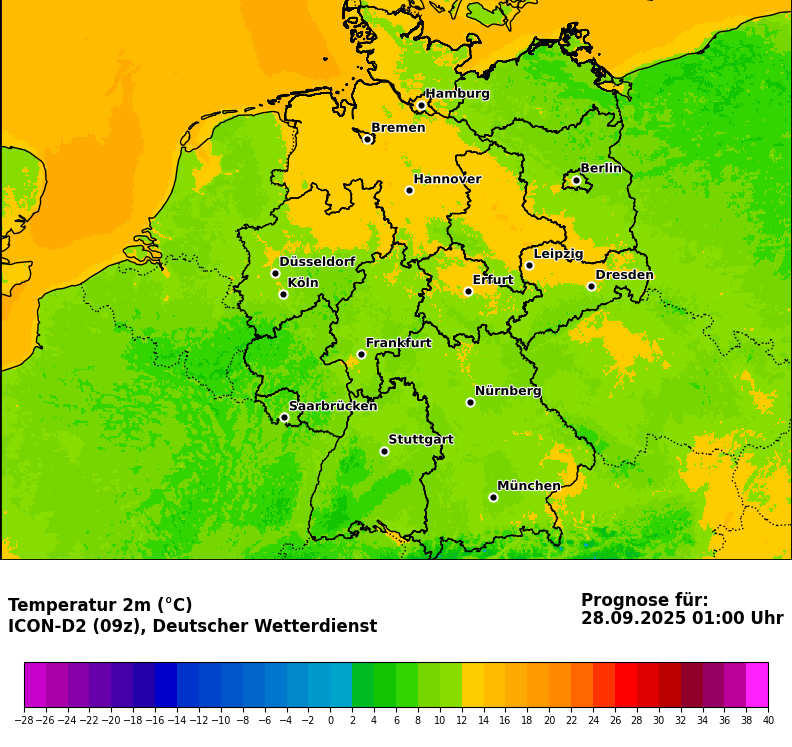 Hamburg
Bremen
Berlin
Hannover
Leipzig
Düsseldorf
Dresden
Erfurt
Köln
Frankfurt
Nürnberg
Saarbrücken
Stuttgart
München
Temperatur 2m (°C)
ICON-D2 (09z), Deutscher Wetterdienst
Prognose für:
28.09.2025 01:00 Uhr
−28 −26 −24 −22 −20 −18 −16 −14 −12 −10 −8 −6 −4 −2 0 2 4 6 8 10 12 14 16 18 20 22 24 26 28 30 32 34 36 38 40